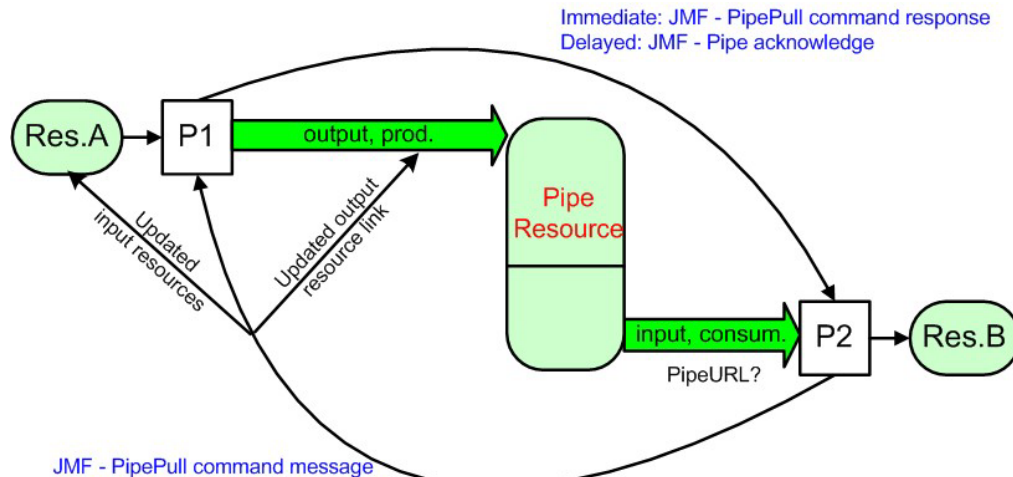 Immediate: JMF - PipePull command response
Delayed: JMF - Pipe acknowledge
Res.A
P1
output, prod.
Pipe
Resource
Updated
input resources
Updated output
resource link
input, consum.
P2
Res.B
PipeURL?
JMF - PipePull command message